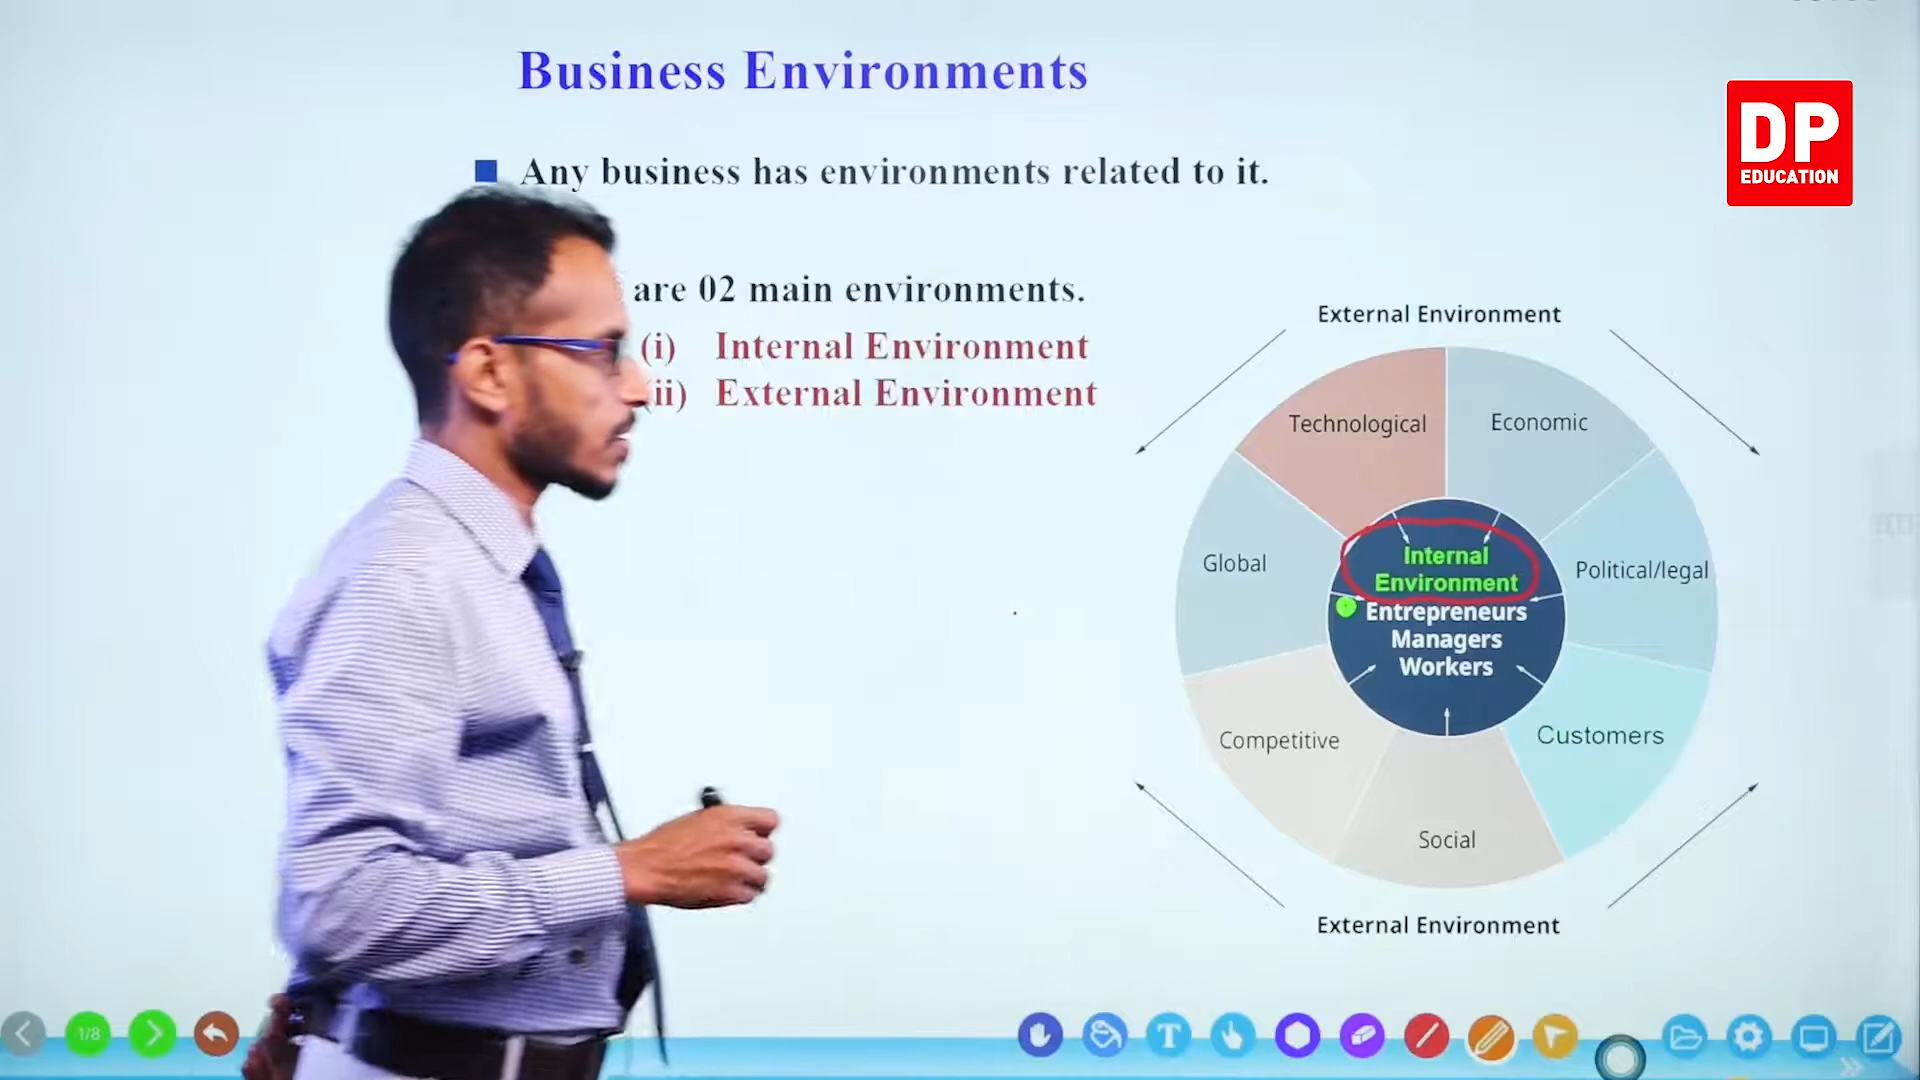 Business Environments
DP
EDUCATION
Any business has environments related to it.
are 02 main environments.
(i) Internal Environment
(ii) External Environment
External Environment
Technological
Economic
Global
Internal
Environment
Political/legal
Entrepreneurs
Managers
Workers
Competitive
Customers
Social
External Environment
1/8
T